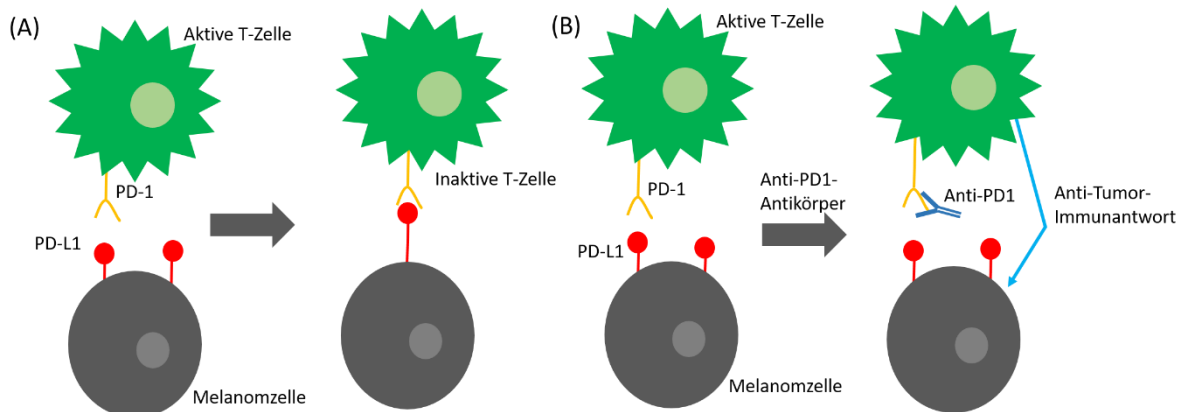 (A)
Aktive T-Zelle
PD-1
PD-L1
Melanomzelle
Inaktive T-Zelle
(B)
Aktive T-Zelle
PD-1
PD-L1
Melanomzelle
Anti-PD1-
Antikörper
Anti-PD1
Anti-Tumor-
Immunantwort